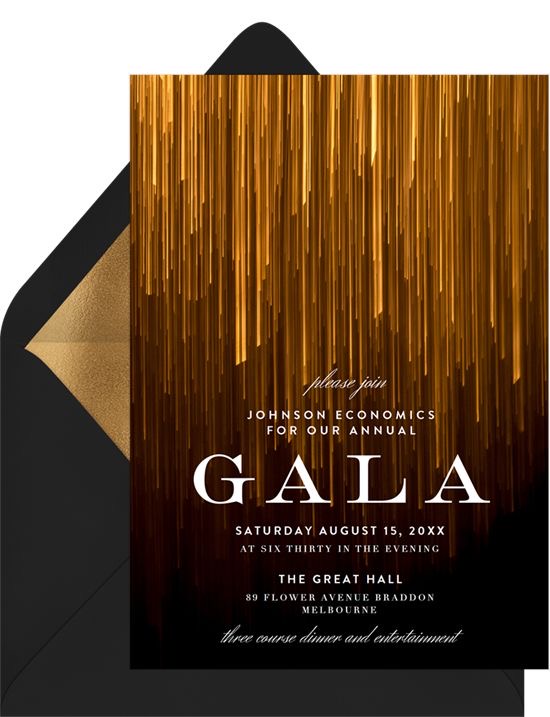 please join
JOHNSON ECONOMICS
FOR OUR ANNUAL
GALA
SATURDAY AUGUST 15, 20XX
AT SIX THIRTY IN THE EVENING
THE GREAT HALL
89 FLOWER AVENUE BRADDON
MELBOURNE
three course dinner and entertainment